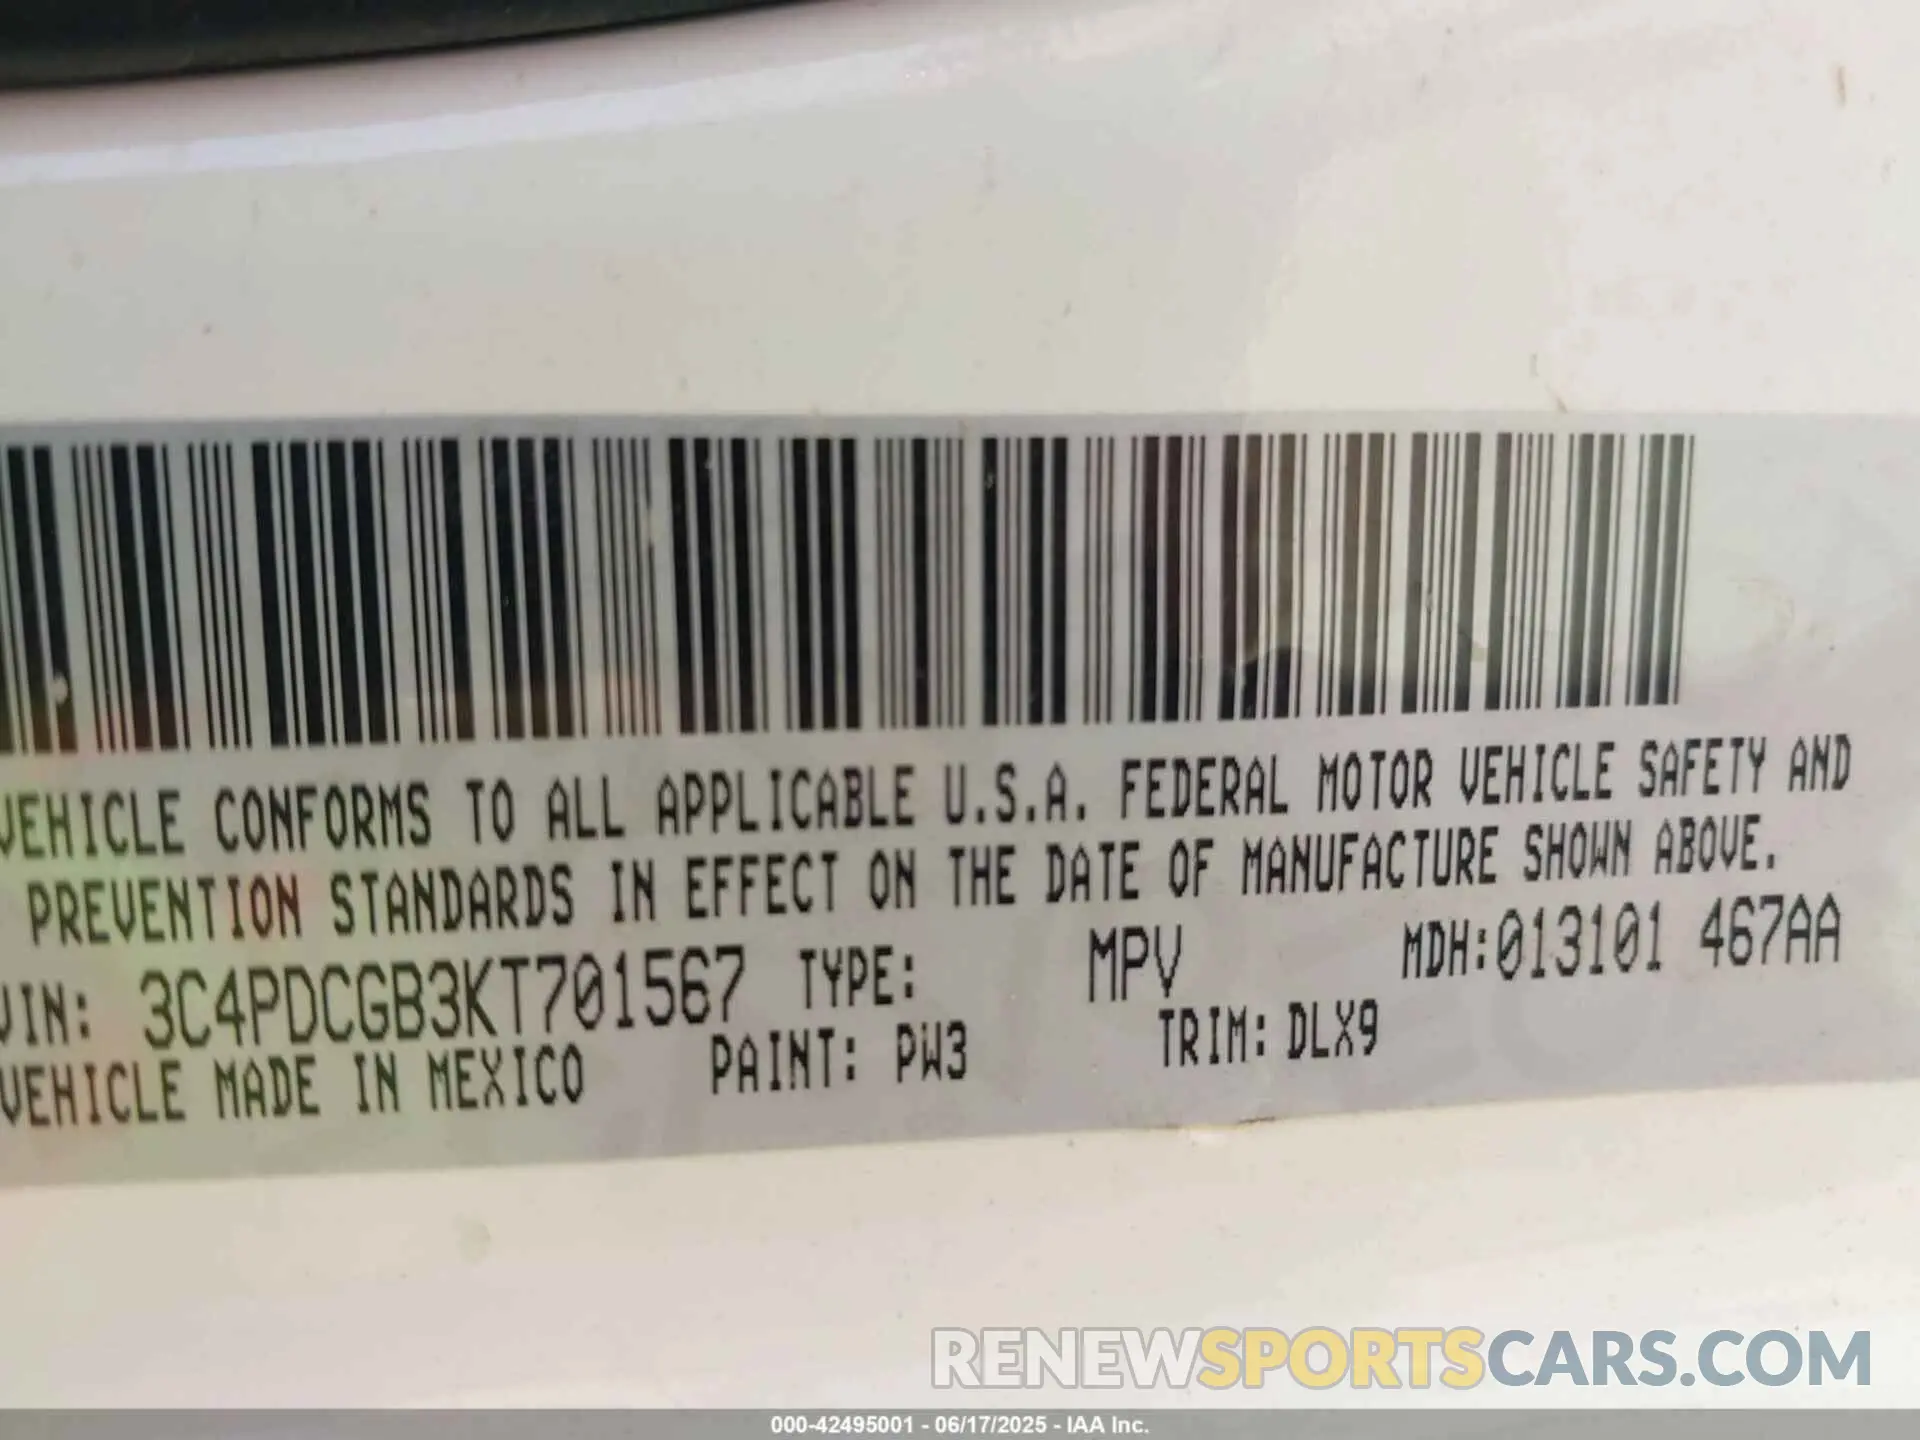 VEHICLE CONFORMS TO ALL APPLICABLE U.S.A. FEDERAL MOTOR VEHICLE SAFETY AND
PREVENTION STANDARDS IN EFFECT ON THE DATE OF MANUFACTURE SHOWN ABOVE.
VIN: 3C4PDCGB3KT701567 TYPE: MPV MDH:013101 467AA
VEHICLE MADE IN MEXICO PAINT: PW3 TRIM: DLX9
RENEWSPORTSCARS.COM
000-42495001 - 06/17/2025 - IAA Inc.